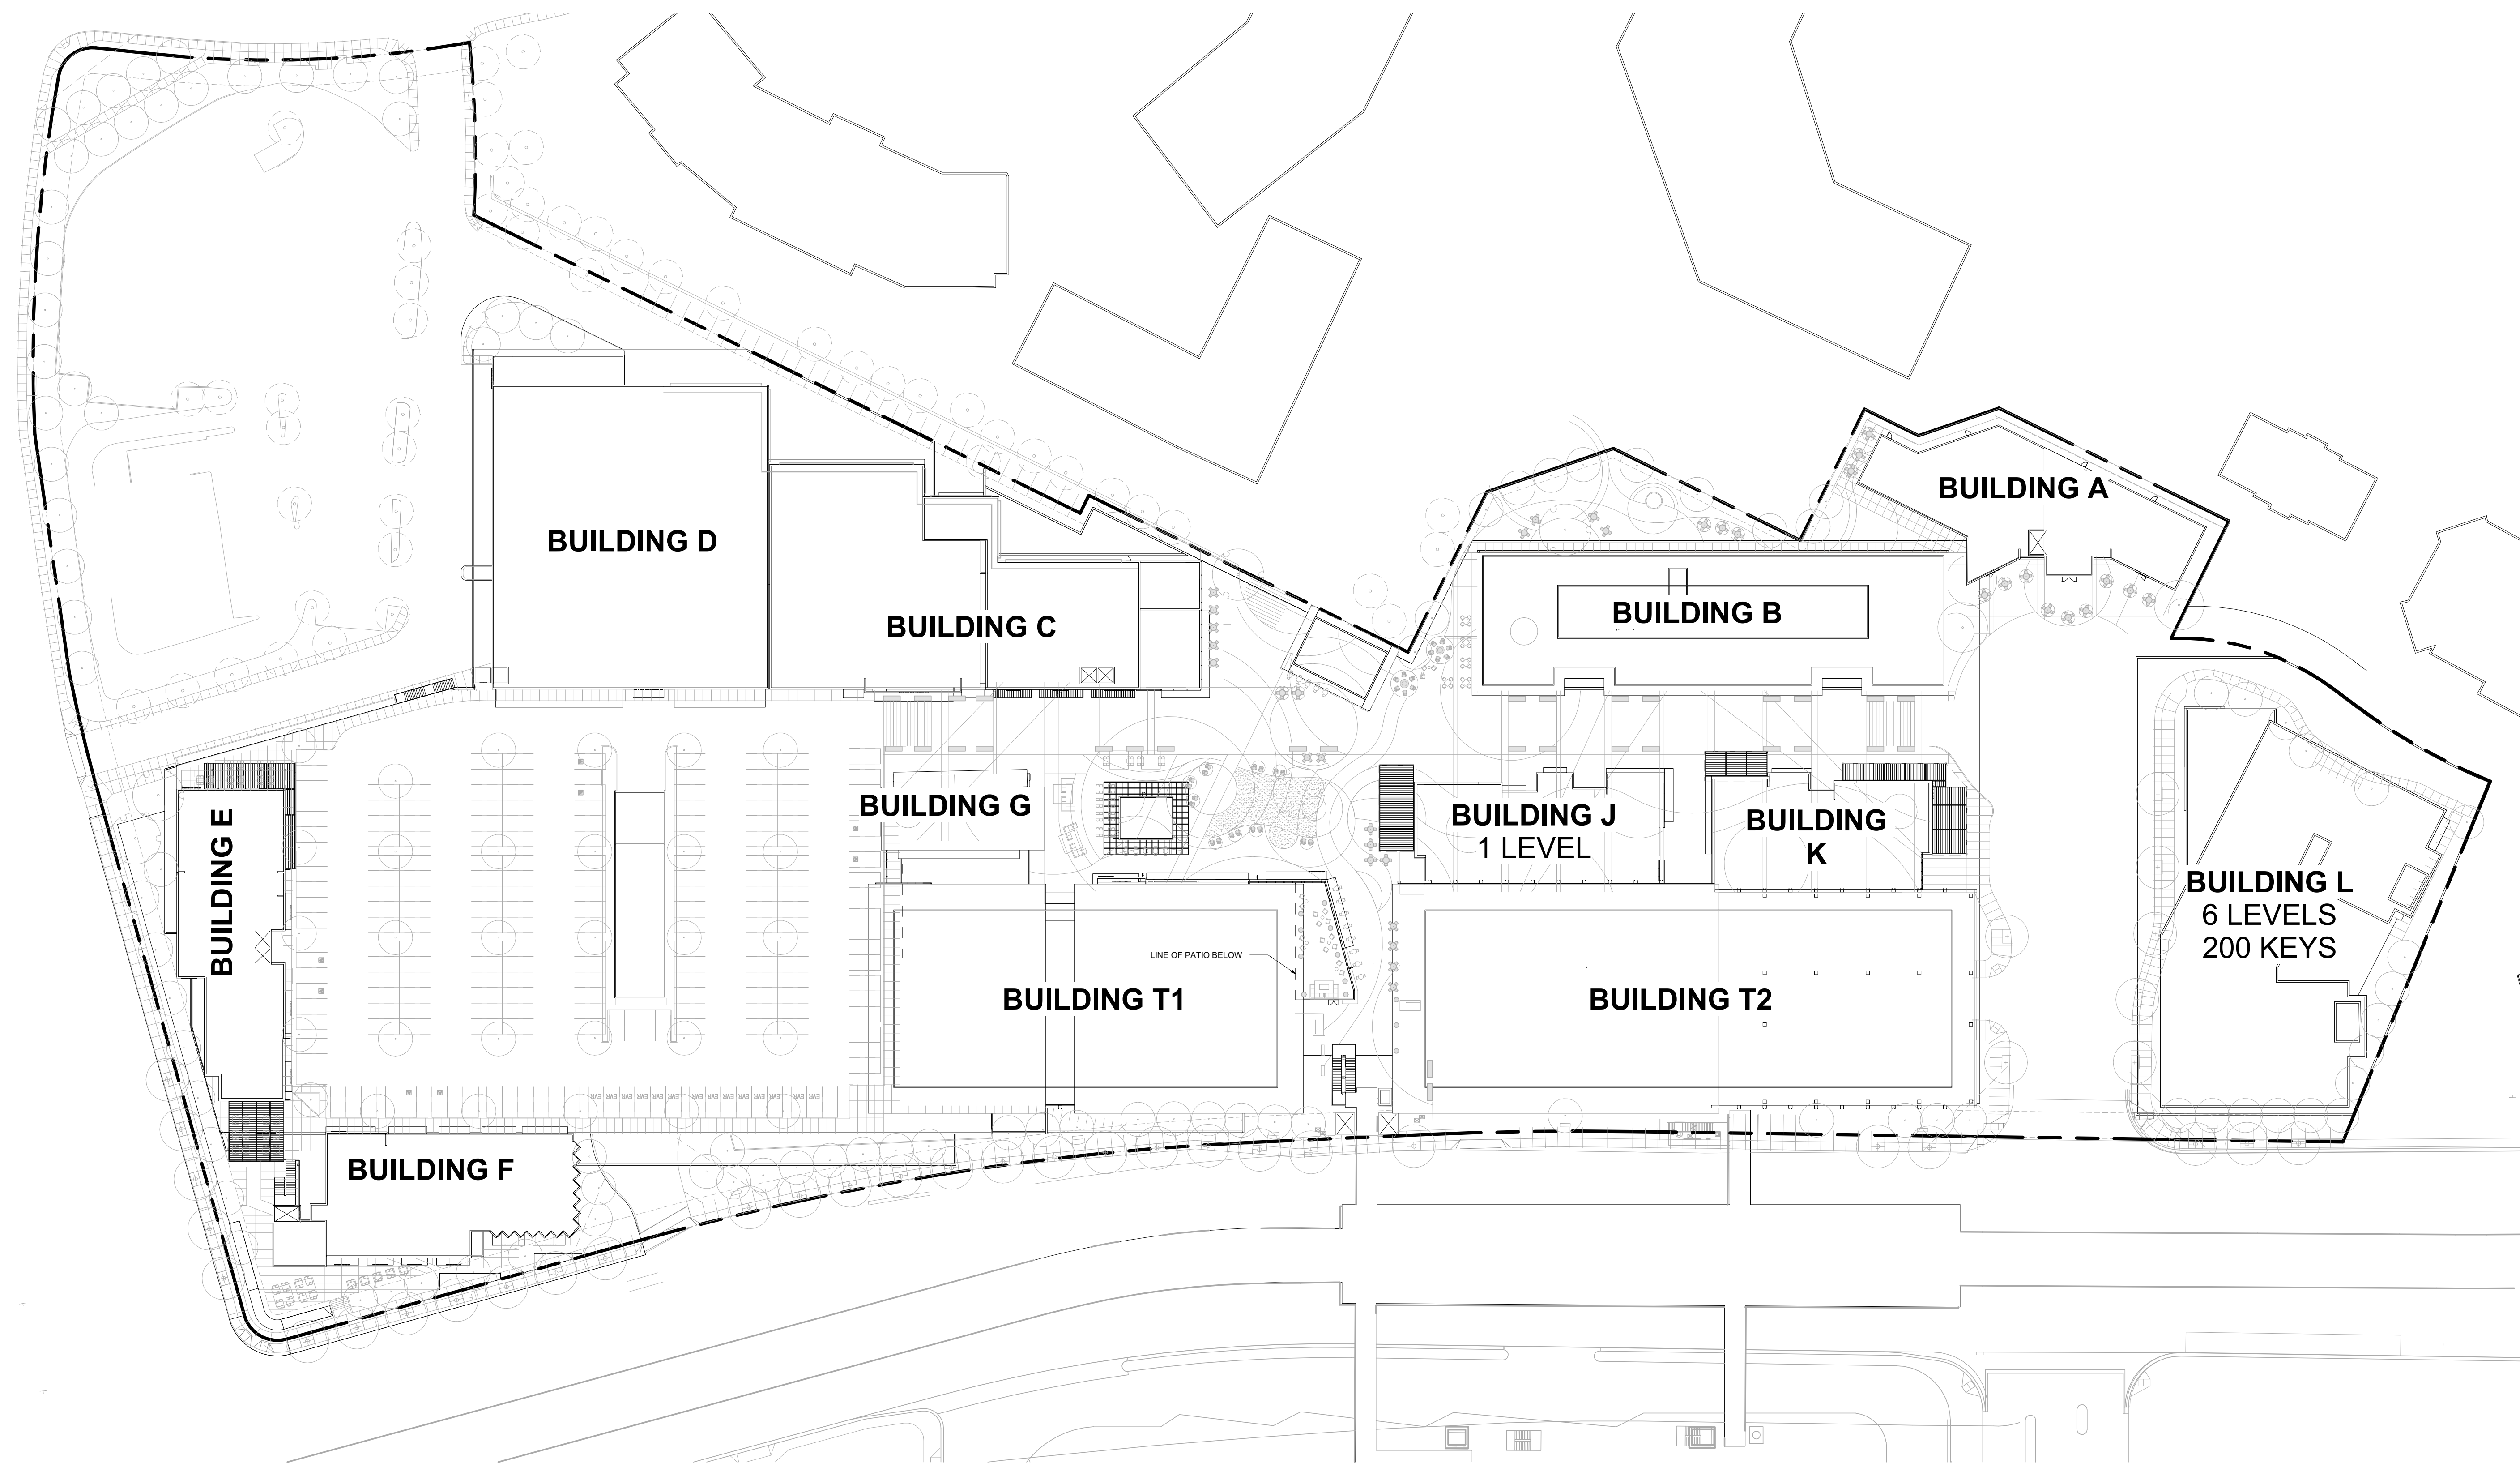 BUILDING A
BUILDING D
BUILDING B
BUILDING C
BUILDING G
BUILDING J
1 LEVEL
BUILDING
K
BUILDING E
BUILDING L
6 LEVELS
200 KEYS
LINE OF PATIO BELOW
BUILDING T1
BUILDING T2
BUILDING F